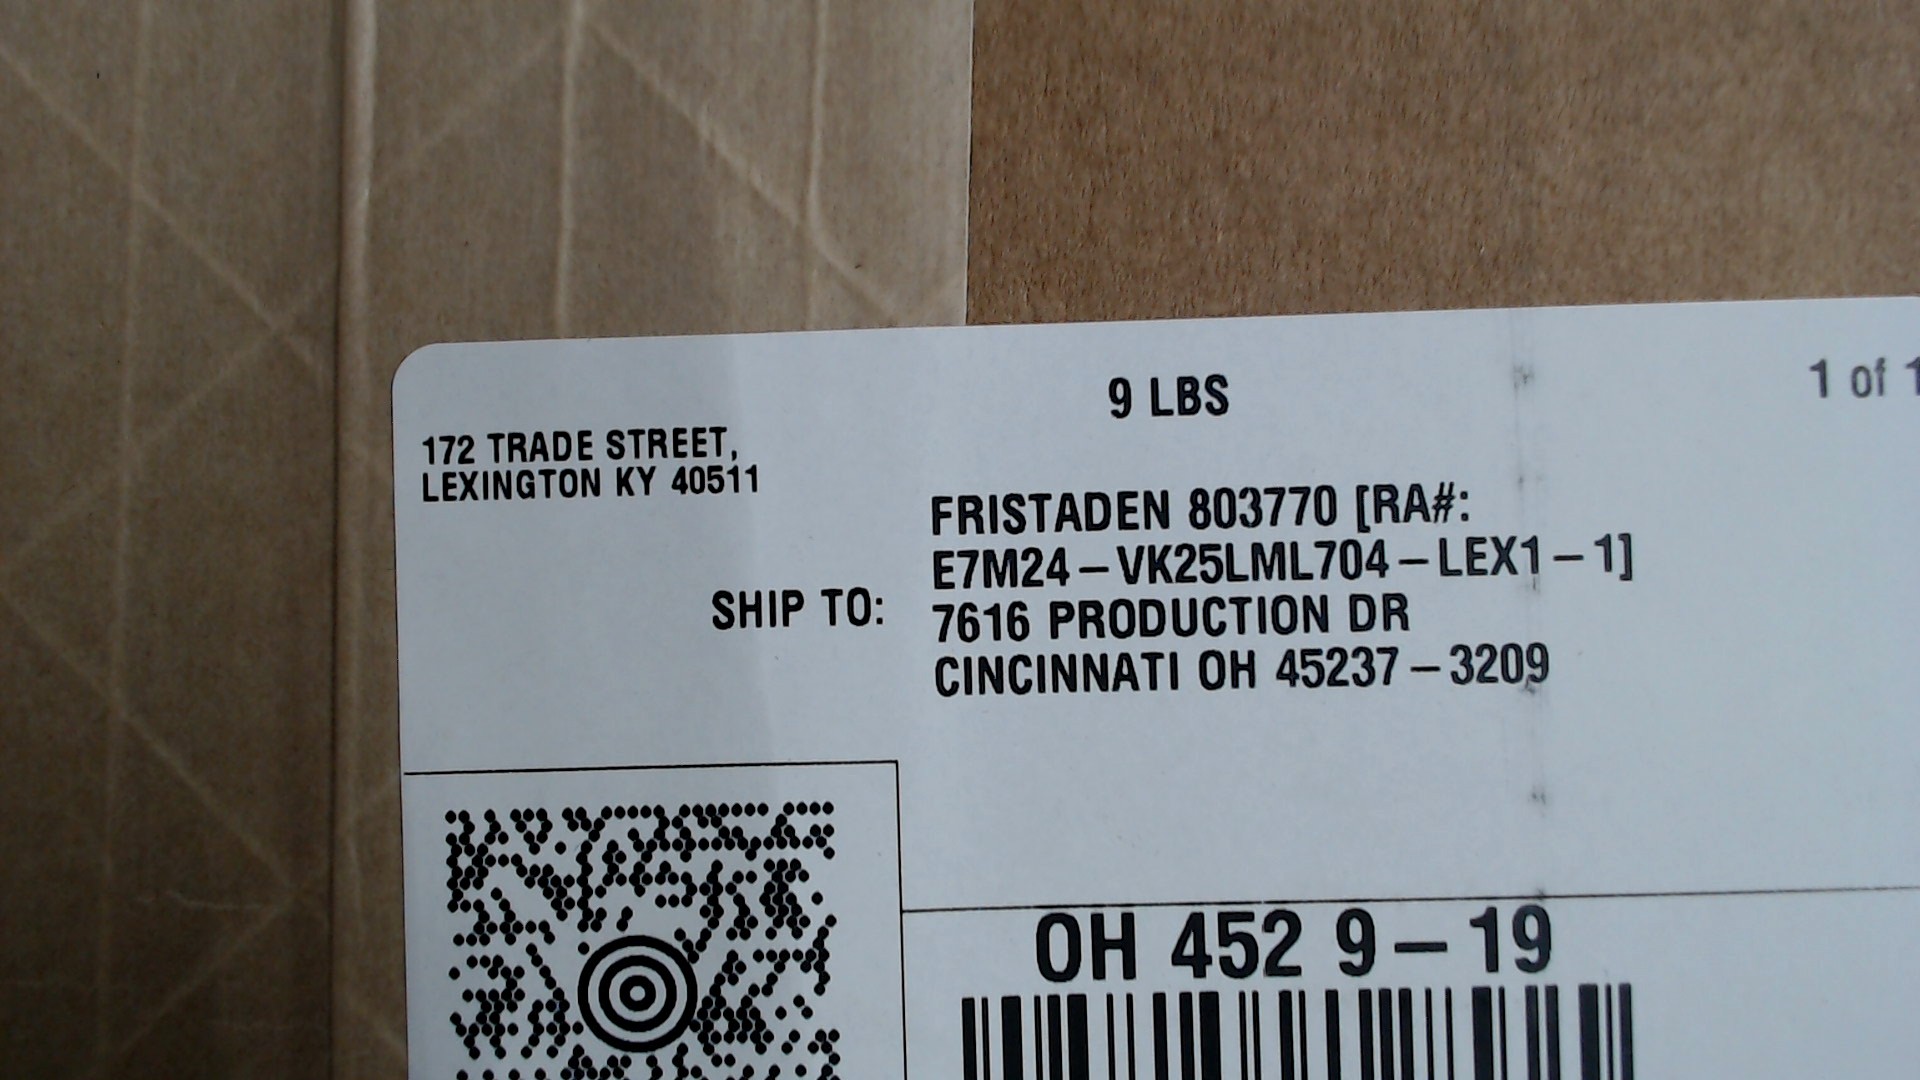 9 LBS
1 of 1
172 TRADE STREET,
LEXINGTON KY 40511
FRISTADEN 803770 [RA#:
E7M24-VK25LML704-LEX1-1]
SHIP TO:
7616 PRODUCTION DR
CINCINNATI OH 45237-3209
OH 452 9-19